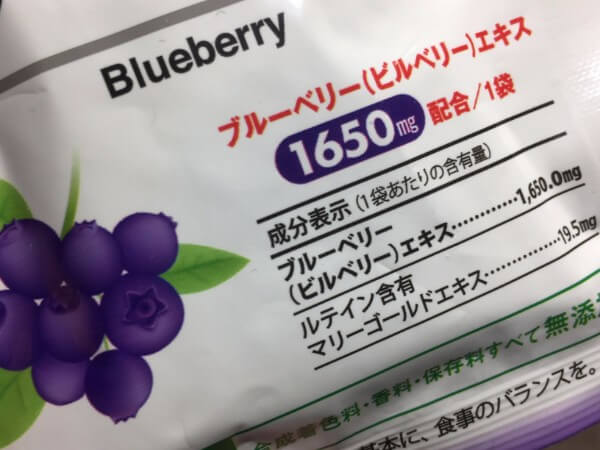 Blueberry
ブルーベリー(ビルベリー)エキス
1650mg 配合/1袋
成分表示(1袋あたりの含有量)
ブルーベリー
(ビルベリー)エキス…………1,650.0mg
ルテイン含有
マリーゴールドエキス……………19.5mg
合成着色料・香料・保存料すべて無添加
基本に、食事のバランスを。